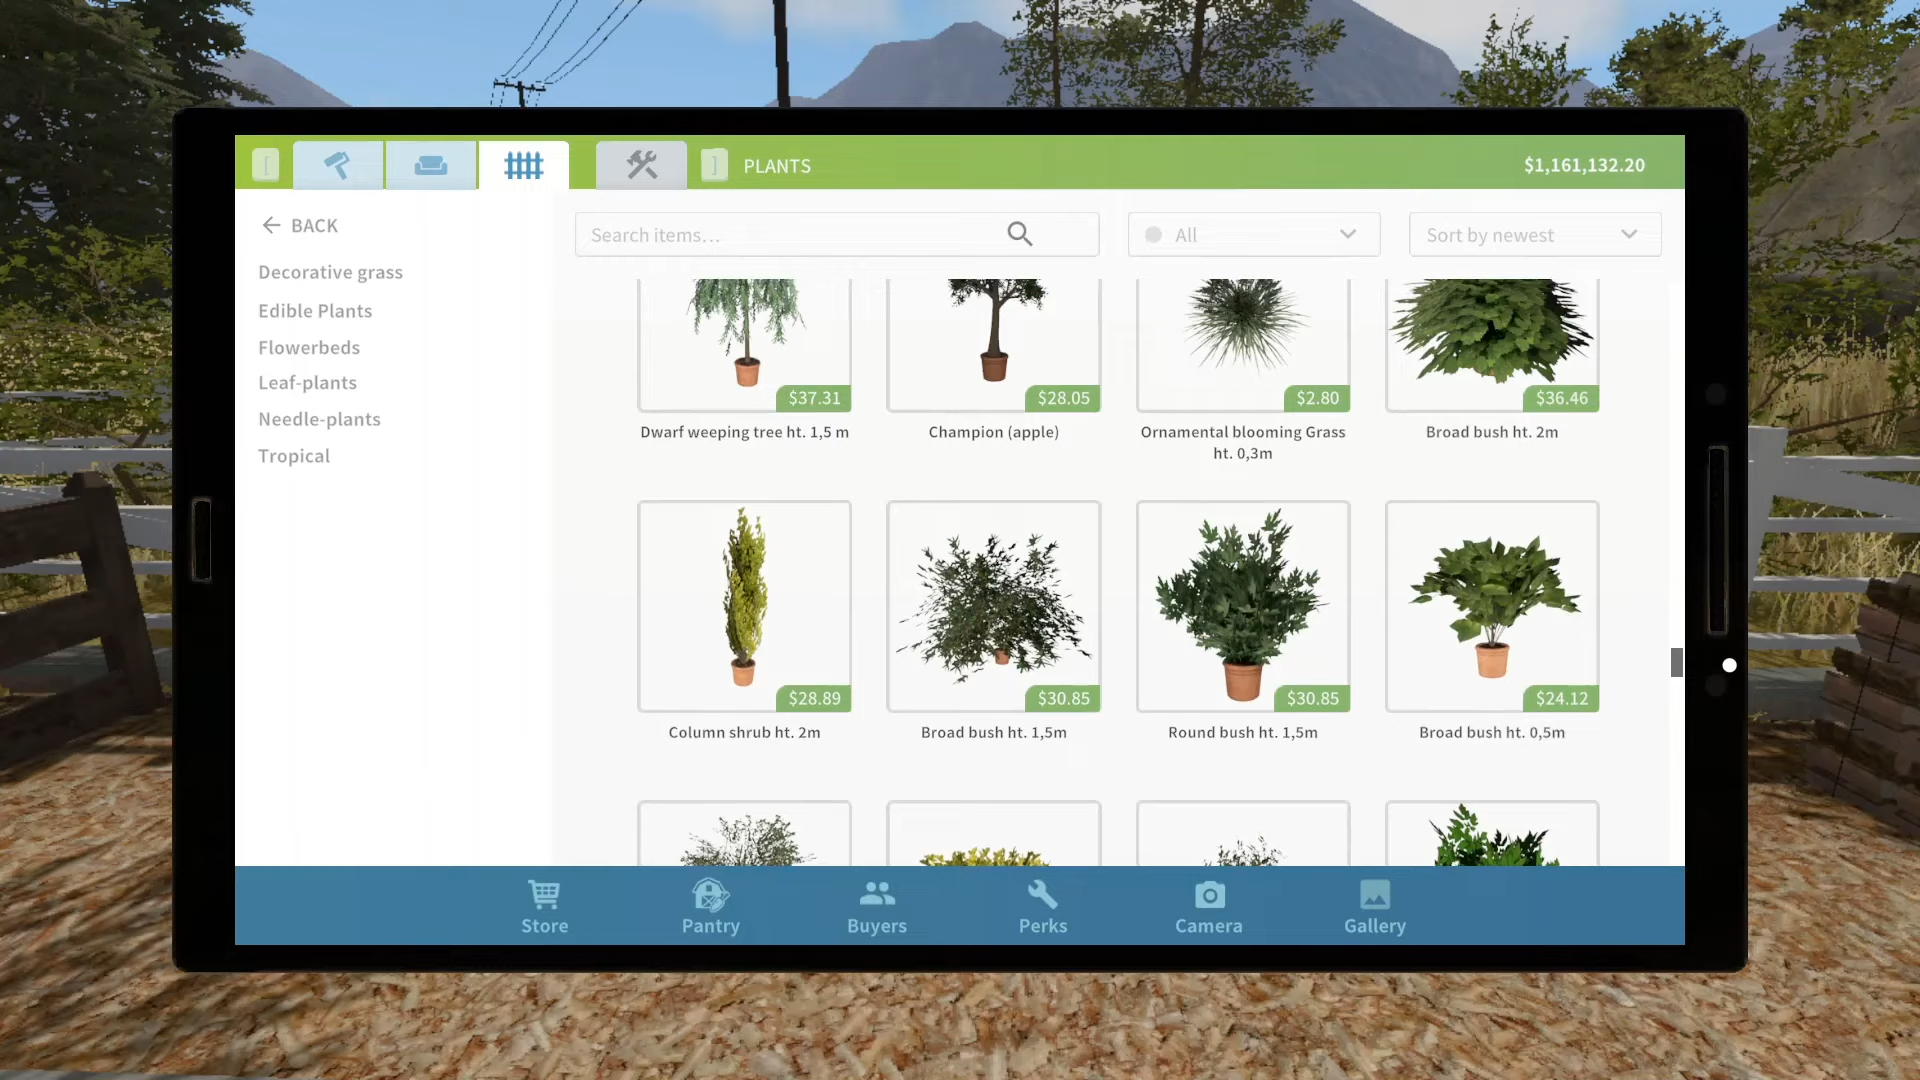 [
]
PLANTS
$1,161,132.20
BACK
Decorative grass
Edible Plants
Flowerbeds
Leaf-plants
Needle-plants
Tropical
Search items...
All
Sort by newest
$37.31
$28.05
$2.80
$36.46
Dwarf weeping tree ht. 1,5 m
Champion (apple)
Ornamental blooming Grass
ht. 0,3m
Broad bush ht. 2m
$28.89
$30.85
$30.85
$24.12
Column shrub ht. 2m
Broad bush ht. 1,5m
Round bush ht. 1,5m
Broad bush ht. 0,5m
Store
Pantry
Buyers
Perks
Camera
Gallery